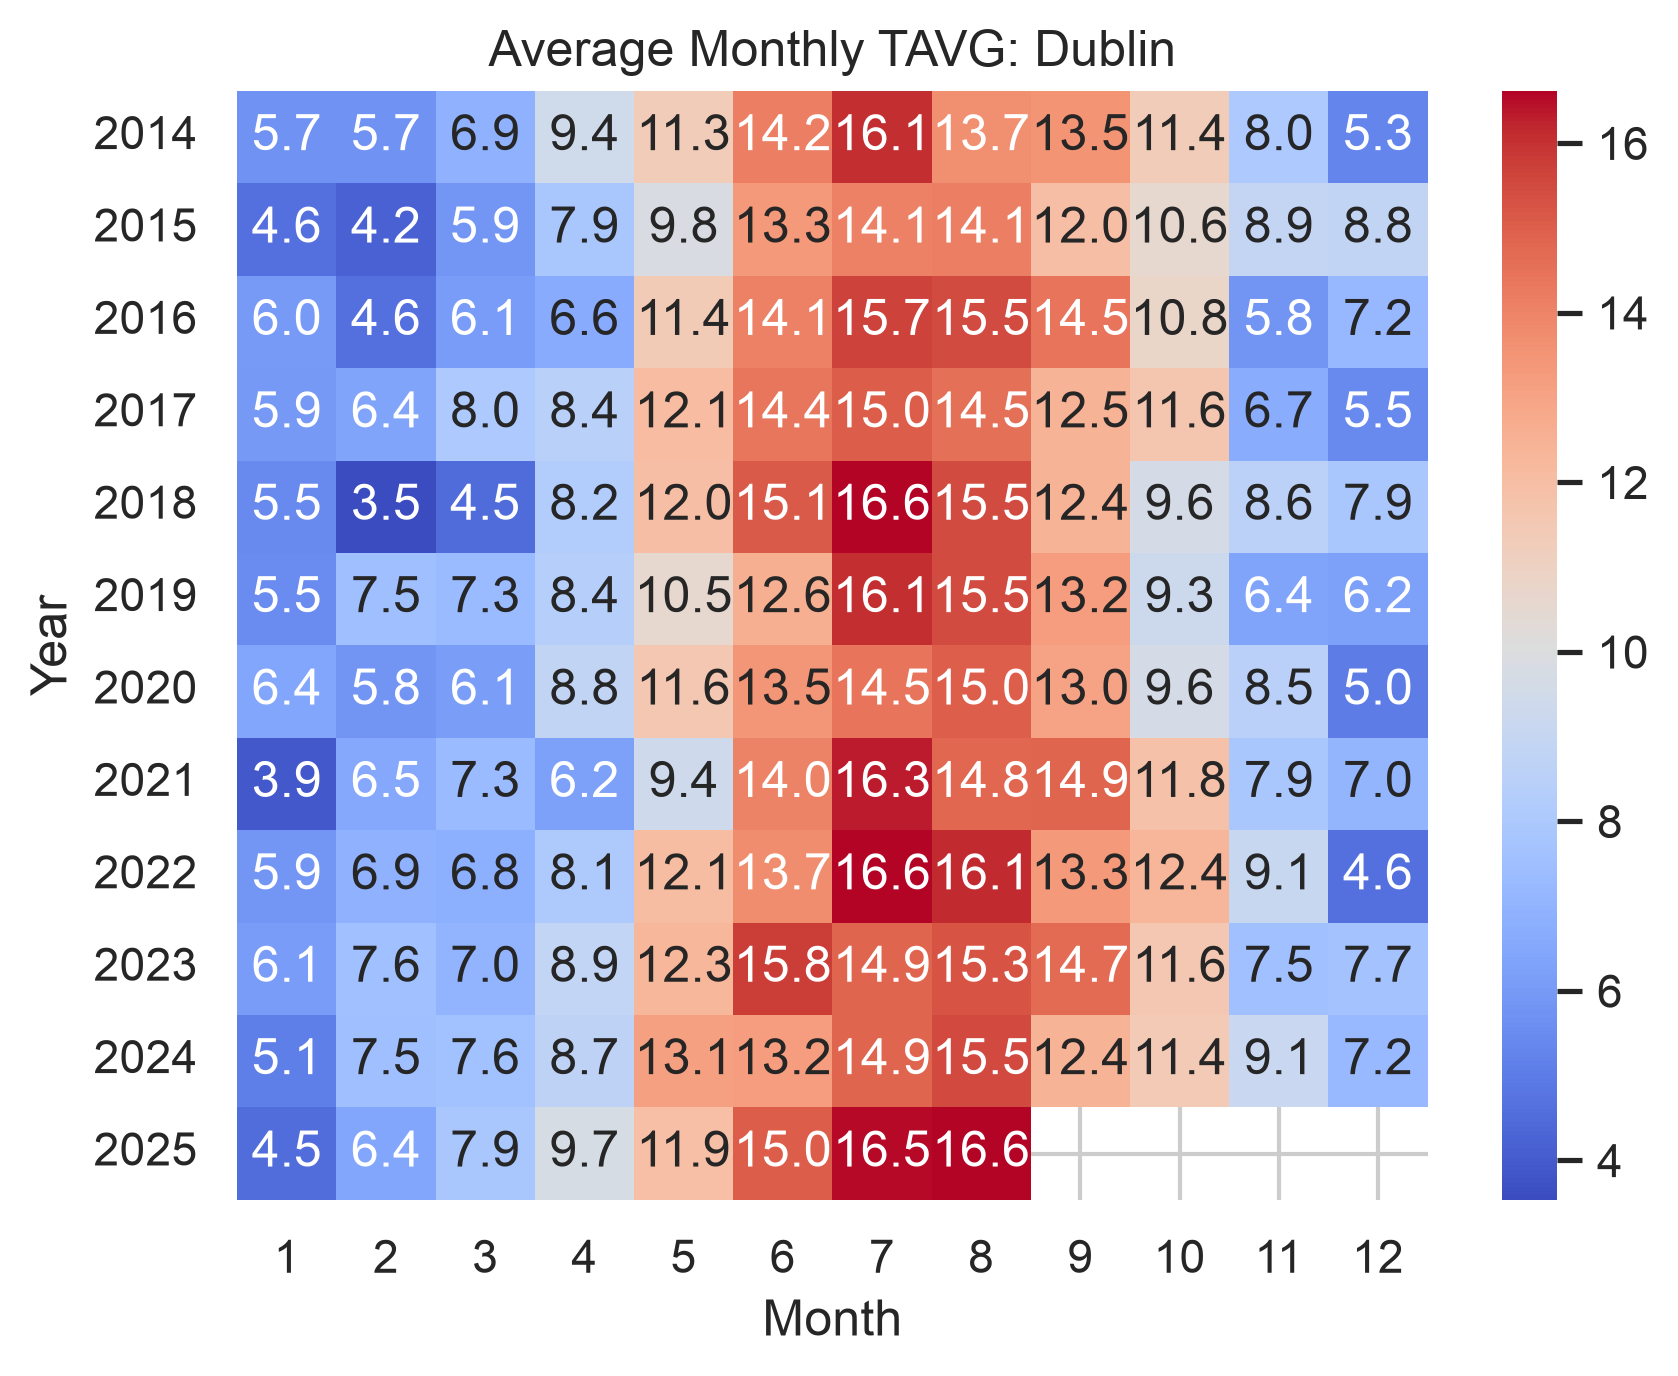 Average Monthly TAVG: Dublin
Year
2014 5.7 5.7 6.9 9.4 11.3 14.2 16.1 13.7 13.5 11.4 8.0 5.3
2015 4.6 4.2 5.9 7.9 9.8 13.3 14.1 14.1 12.0 10.6 8.9 8.8
2016 6.0 4.6 6.1 6.6 11.4 14.1 15.7 15.5 14.5 10.8 5.8 7.2
2017 5.9 6.4 8.0 8.4 12.1 14.4 15.0 14.5 12.5 11.6 6.7 5.5
2018 5.5 3.5 4.5 8.2 12.0 15.1 16.6 15.5 12.4 9.6 8.6 7.9
2019 5.5 7.5 7.3 8.4 10.5 12.6 16.1 15.5 13.2 9.3 6.4 6.2
2020 6.4 5.8 6.1 8.8 11.6 13.5 14.5 15.0 13.0 9.6 8.5 5.0
2021 3.9 6.5 7.3 6.2 9.4 14.0 16.3 14.8 14.9 11.8 7.9 7.0
2022 5.9 6.9 6.8 8.1 12.1 13.7 16.6 16.1 13.3 12.4 9.1 4.6
2023 6.1 7.6 7.0 8.9 12.3 15.8 14.9 15.3 14.7 11.6 7.5 7.7
2024 5.1 7.5 7.6 8.7 13.1 13.2 14.9 15.5 12.4 11.4 9.1 7.2
2025 4.5 6.4 7.9 9.7 11.9 15.0 16.5 16.6
1 2 3 4 5 6 7 8 9 10 11 12
Month
16
14
12
10
8
6
4